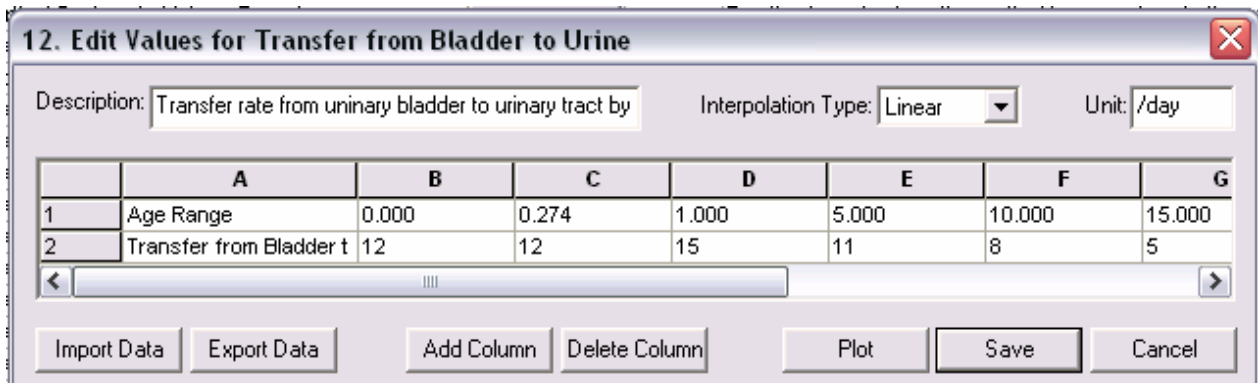 12. Edit Values for Transfer from Bladder to Urine
Description: Transfer rate from uninary bladder to urinary tract by Interpolation Type: Linear Unit: /day
A B C D E F G
1 Age Range 0.000 0.274 1.000 5.000 10.000 15.000
2 Transfer from Bladder t 12 12 15 11 8 5
Import Data Export Data Add Column Delete Column Plot Save Cancel